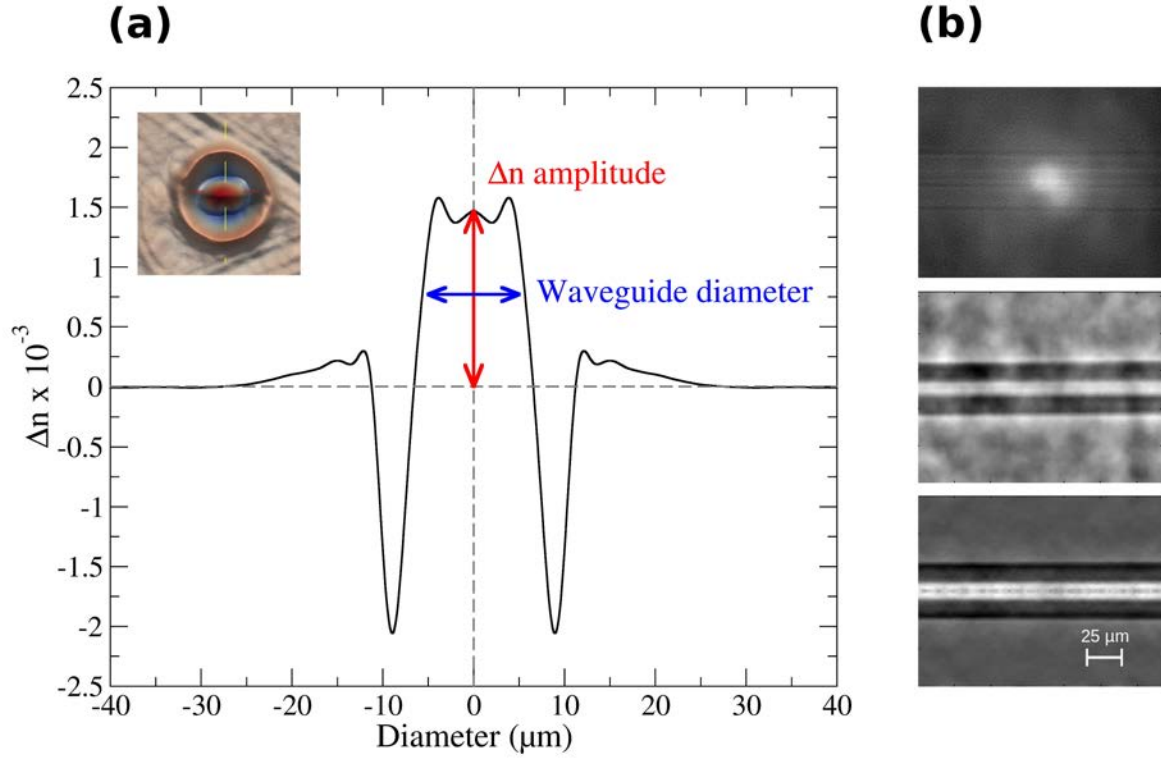 (a)
(b)
2.5
2
1.5
1
0.5
0
-0.5
-1
-1.5
-2
-2.5
Δn x 10⁻³
Δn amplitude
Waveguide diameter
-40 -30 -20 -10 0 10 20 30 40
Diameter (µm)
25 µm